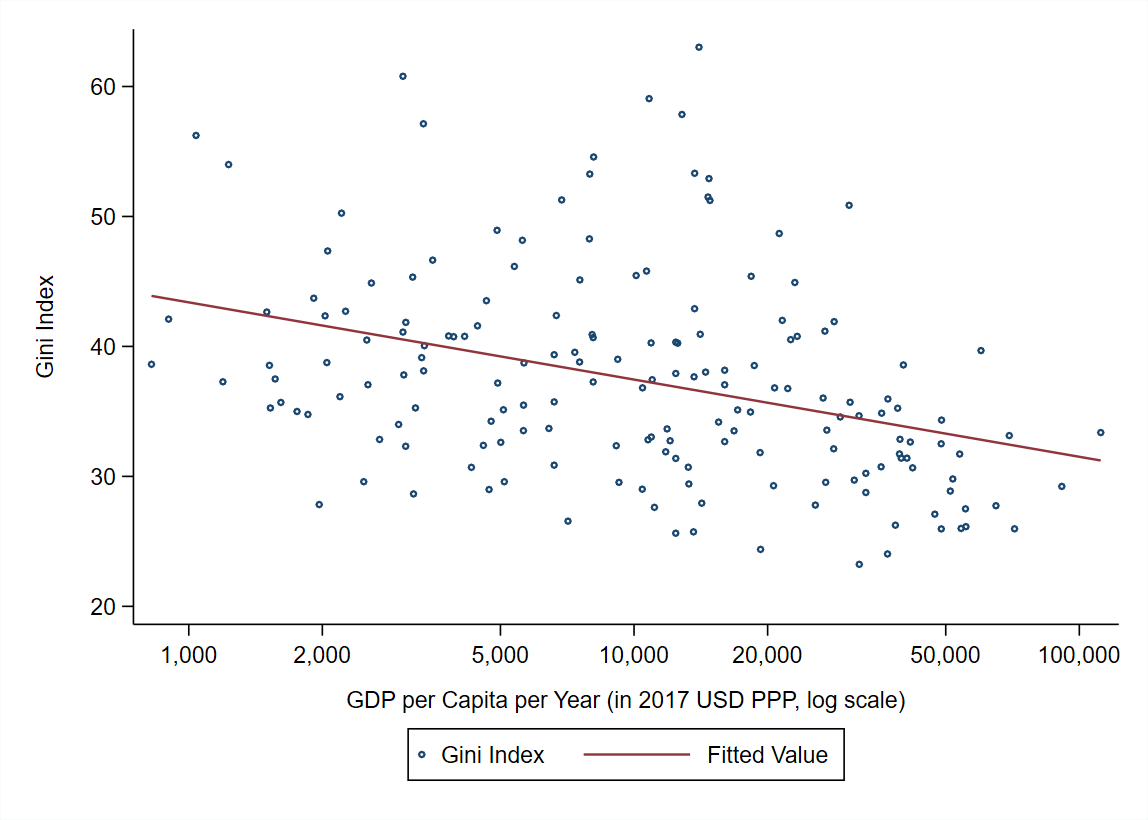 60
50
40
30
20
Gini Index
1,000 2,000 5,000 10,000 20,000 50,000 100,000
GDP per Capita per Year (in 2017 USD PPP, log scale)
Gini Index Fitted Value